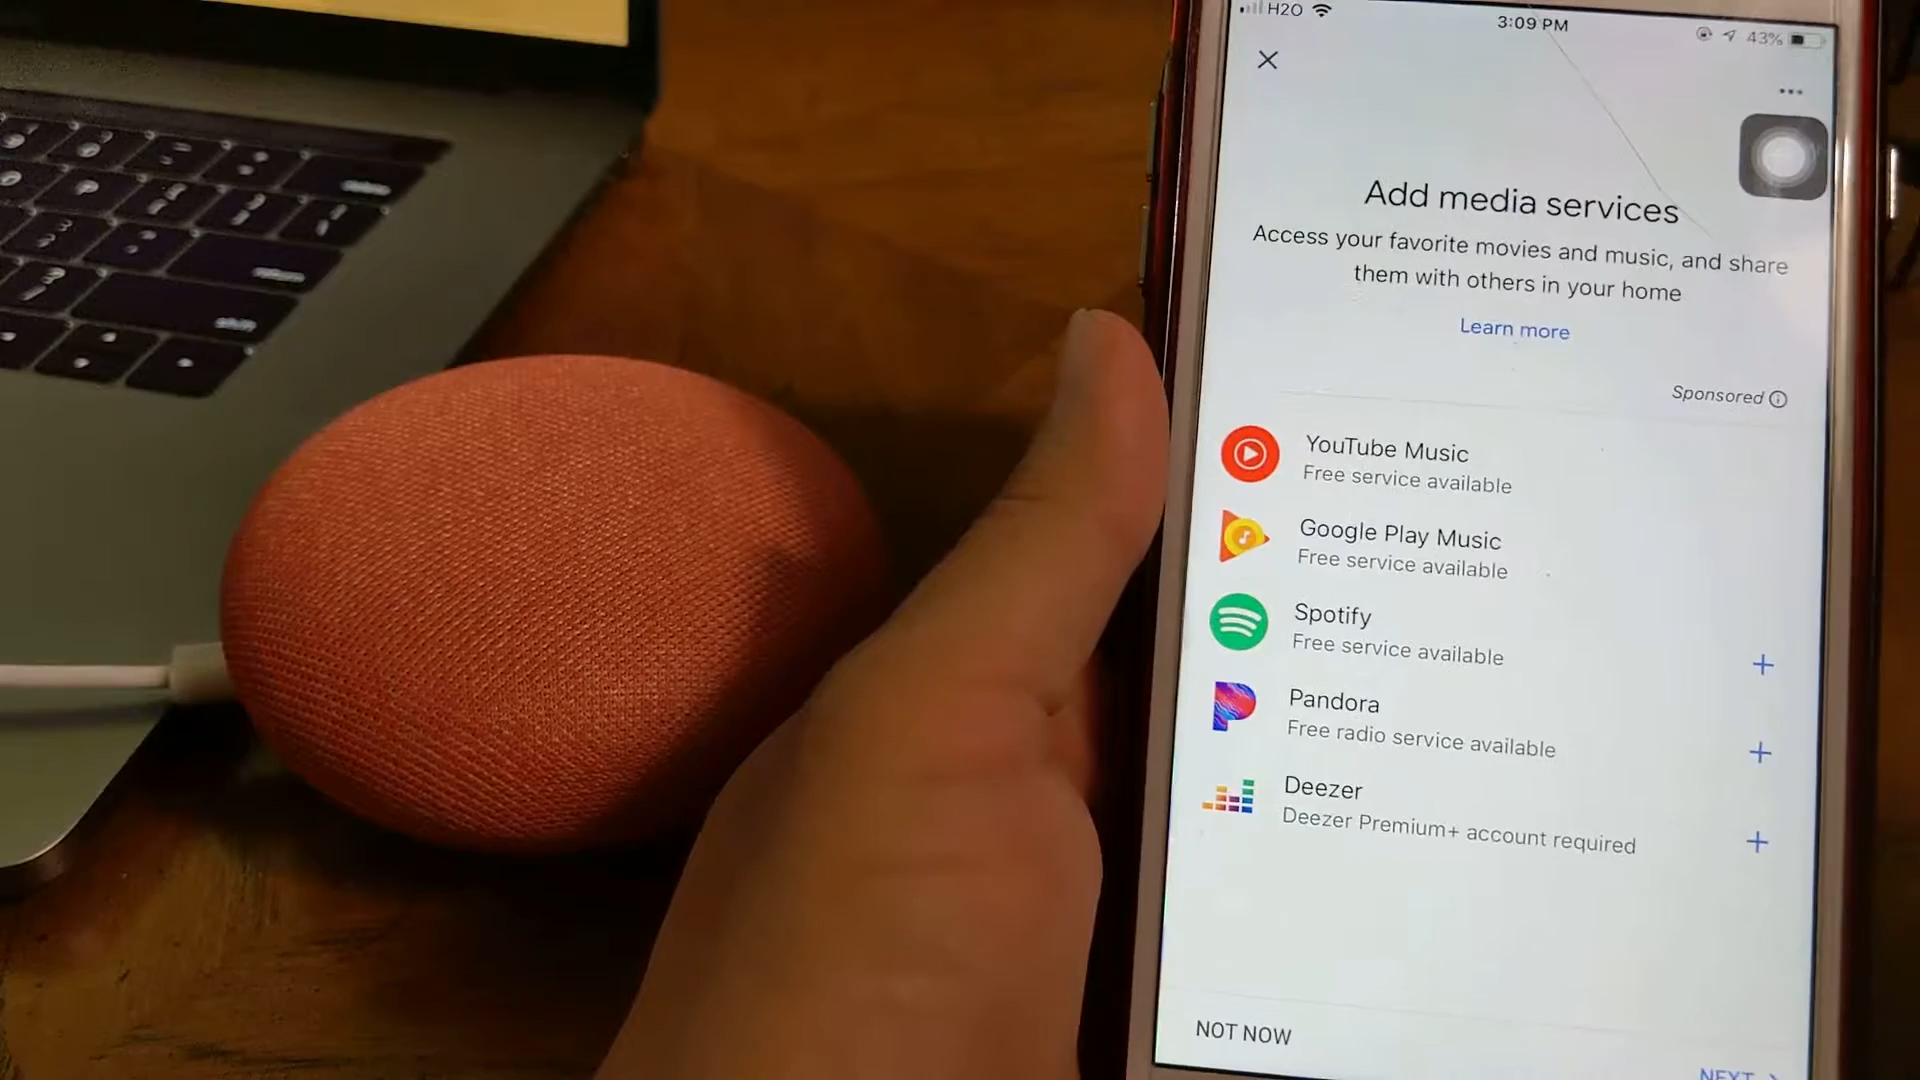 H2O
3:09 PM
43%
Add media services
Access your favorite movies and music, and share
them with others in your home
Learn more
Sponsored
YouTube Music
Free service available
Google Play Music
Free service available
Spotify
Free service available
Pandora
Free radio service available
Deezer
Deezer Premium+ account required
NOT NOW
NEXT